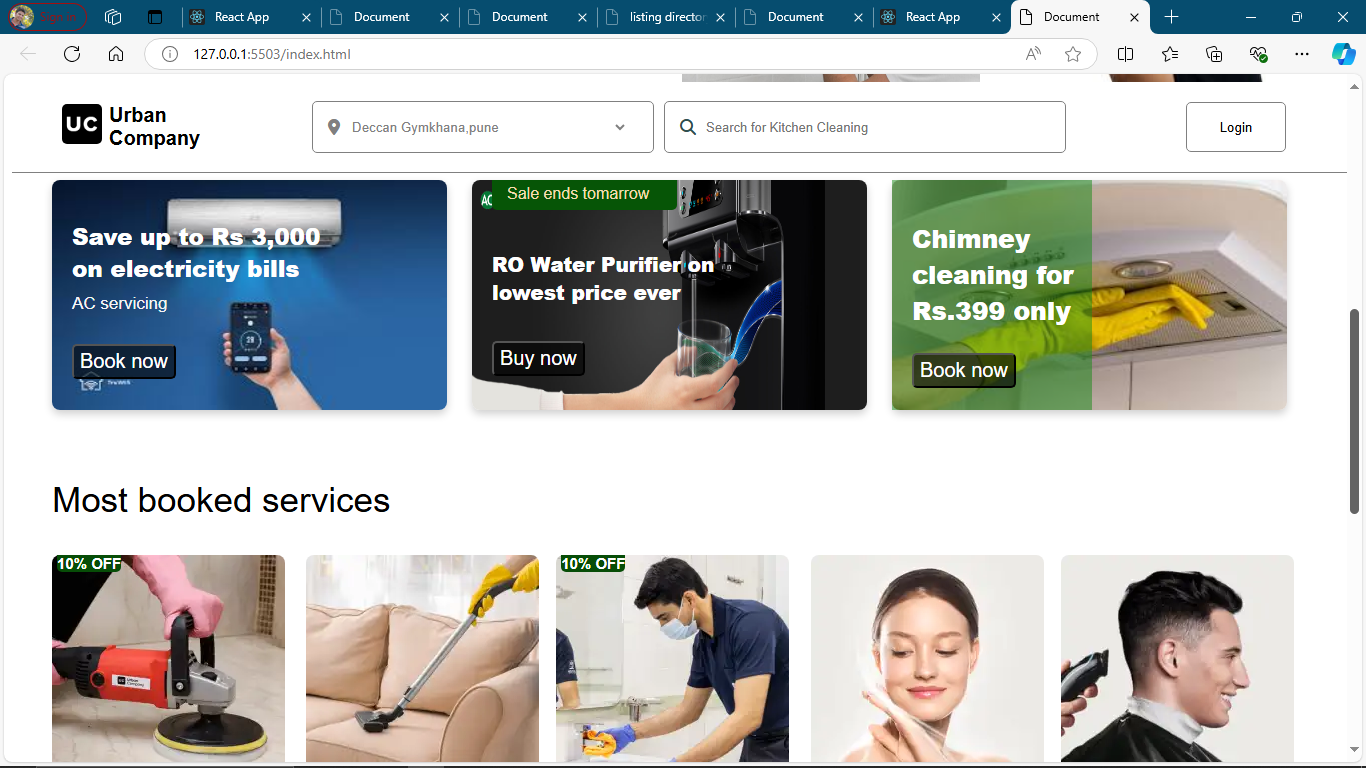 Sign in
React App
Document
Document
listing director
Document
React App
Document
127.0.0.1:5503/index.html
UC
Urban
Company
Deccan Gymkhana,pune
Search for Kitchen Cleaning
Login
Save up to Rs 3,000
on electricity bills
AC servicing
Book now
Sale ends tomarrow
RO Water Purifier on
lowest price ever
Buy now
Chimney
cleaning for
Rs.399 only
Book now
Most booked services
10% OFF
10% OFF
UC Urban
Company